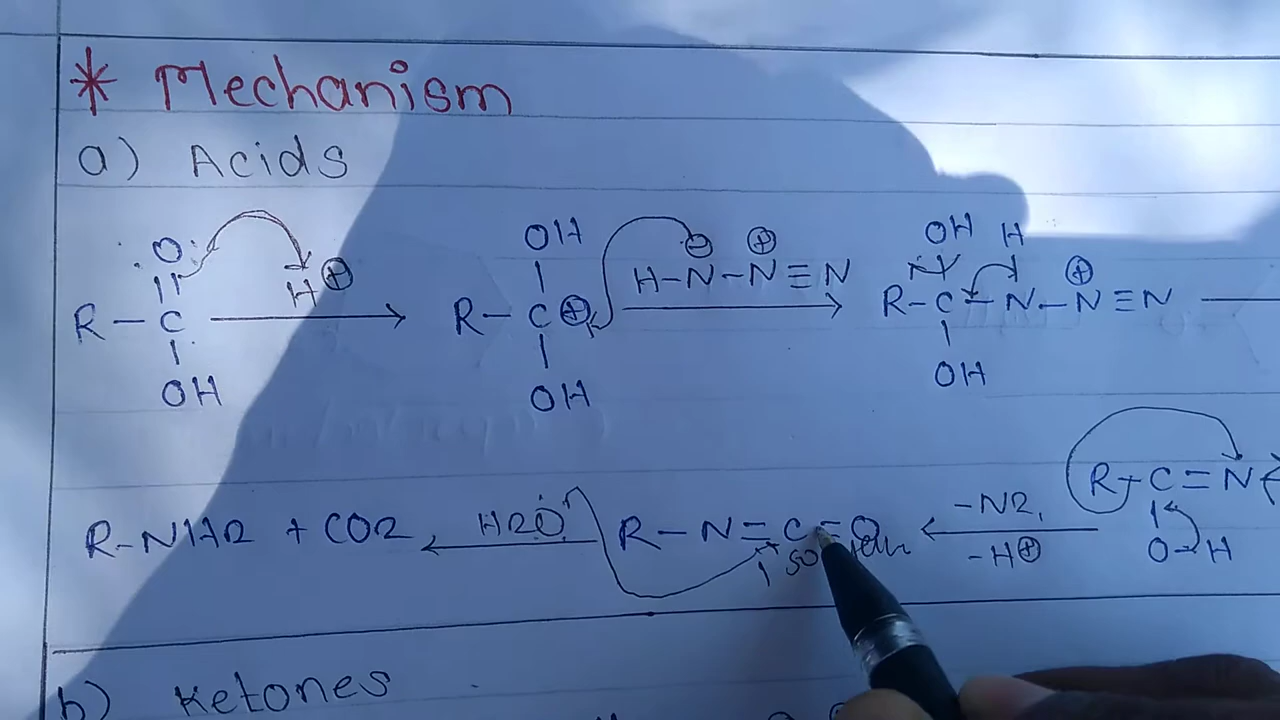 * Mechanism
a) Acids
O H⊕ OH ⊖ ⊕ OH H ⊕
H-N-N≡N
R-C R-C⊕ R-C-N-N≡N
OH OH OH
R-C=N
-N2,
R-NH2 + CO2 H2O R-N=C=O
-H⊕ O-H
b) Ketones